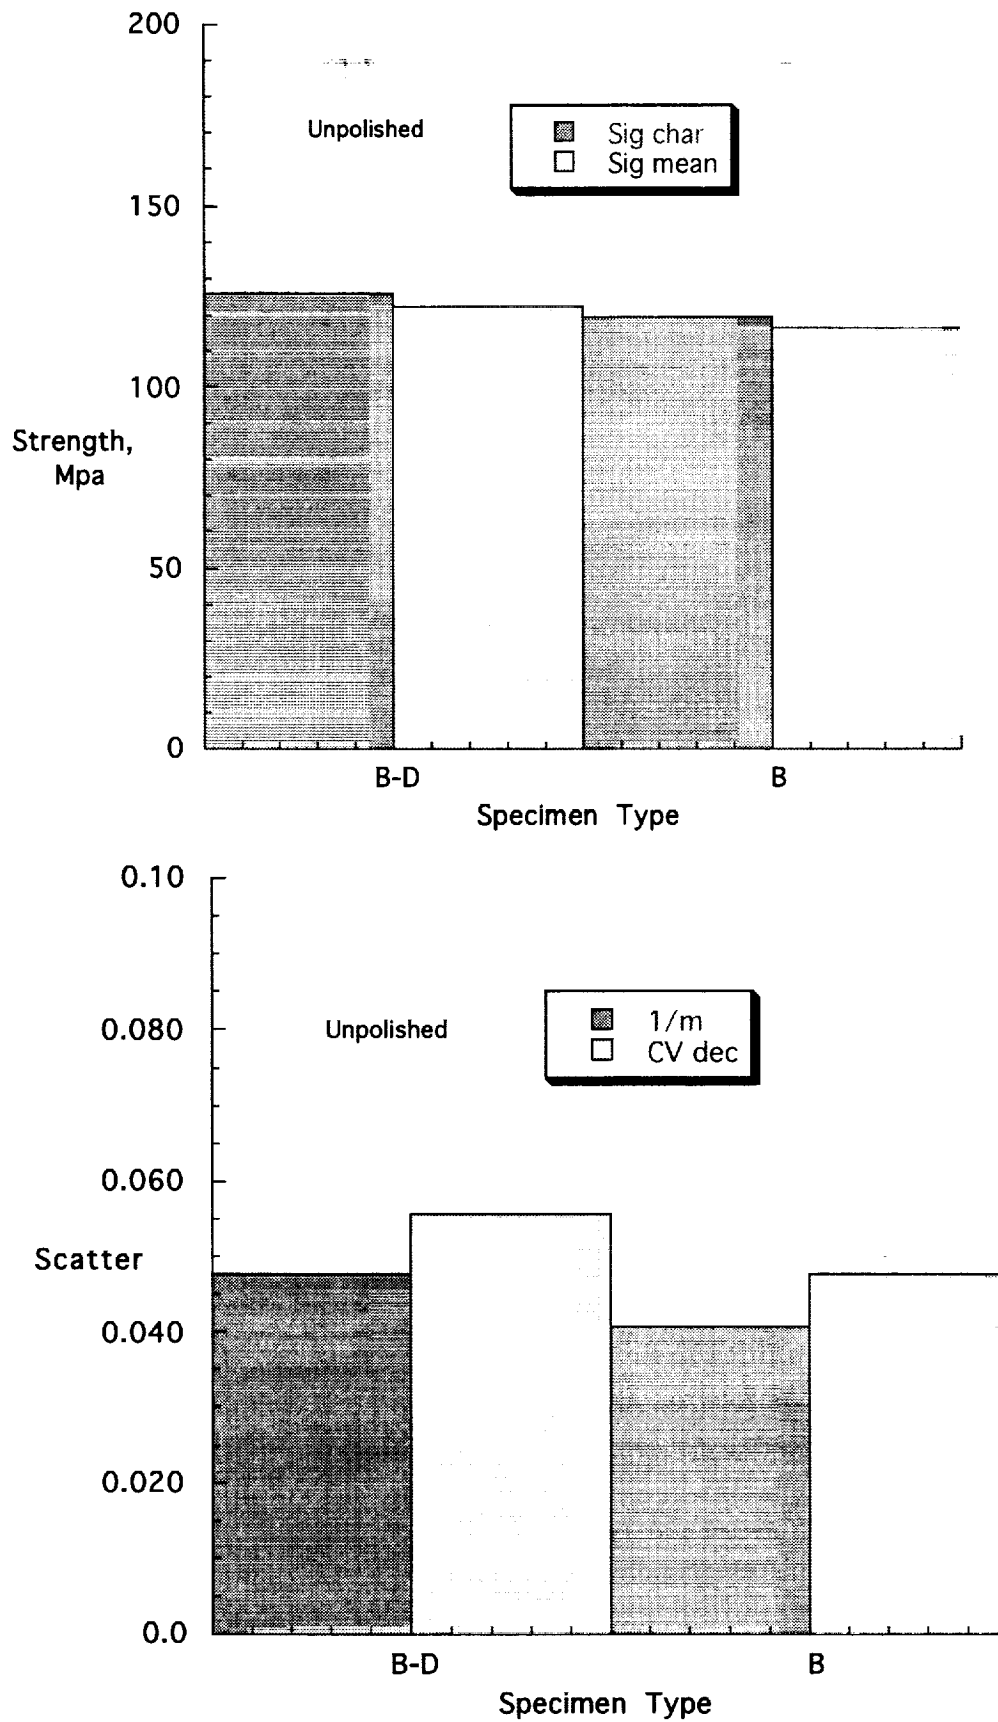 200
Unpolished
Sig char
Sig mean
150
100
Strength,
Mpa
50
0
B-D B
Specimen Type
0.10
Unpolished
1/m
CV dec
0.080
0.060
Scatter
0.040
0.020
0.0
B-D B
Specimen Type